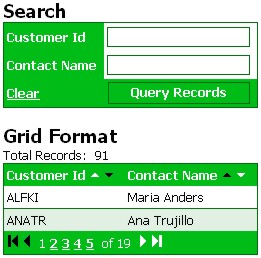 Search
Customer Id
Contact Name
Clear Query Records
Grid Format
Total Records: 91
Customer Id Contact Name
ALFKI Maria Anders
ANATR Ana Trujillo
1 2 3 4 5 of 19